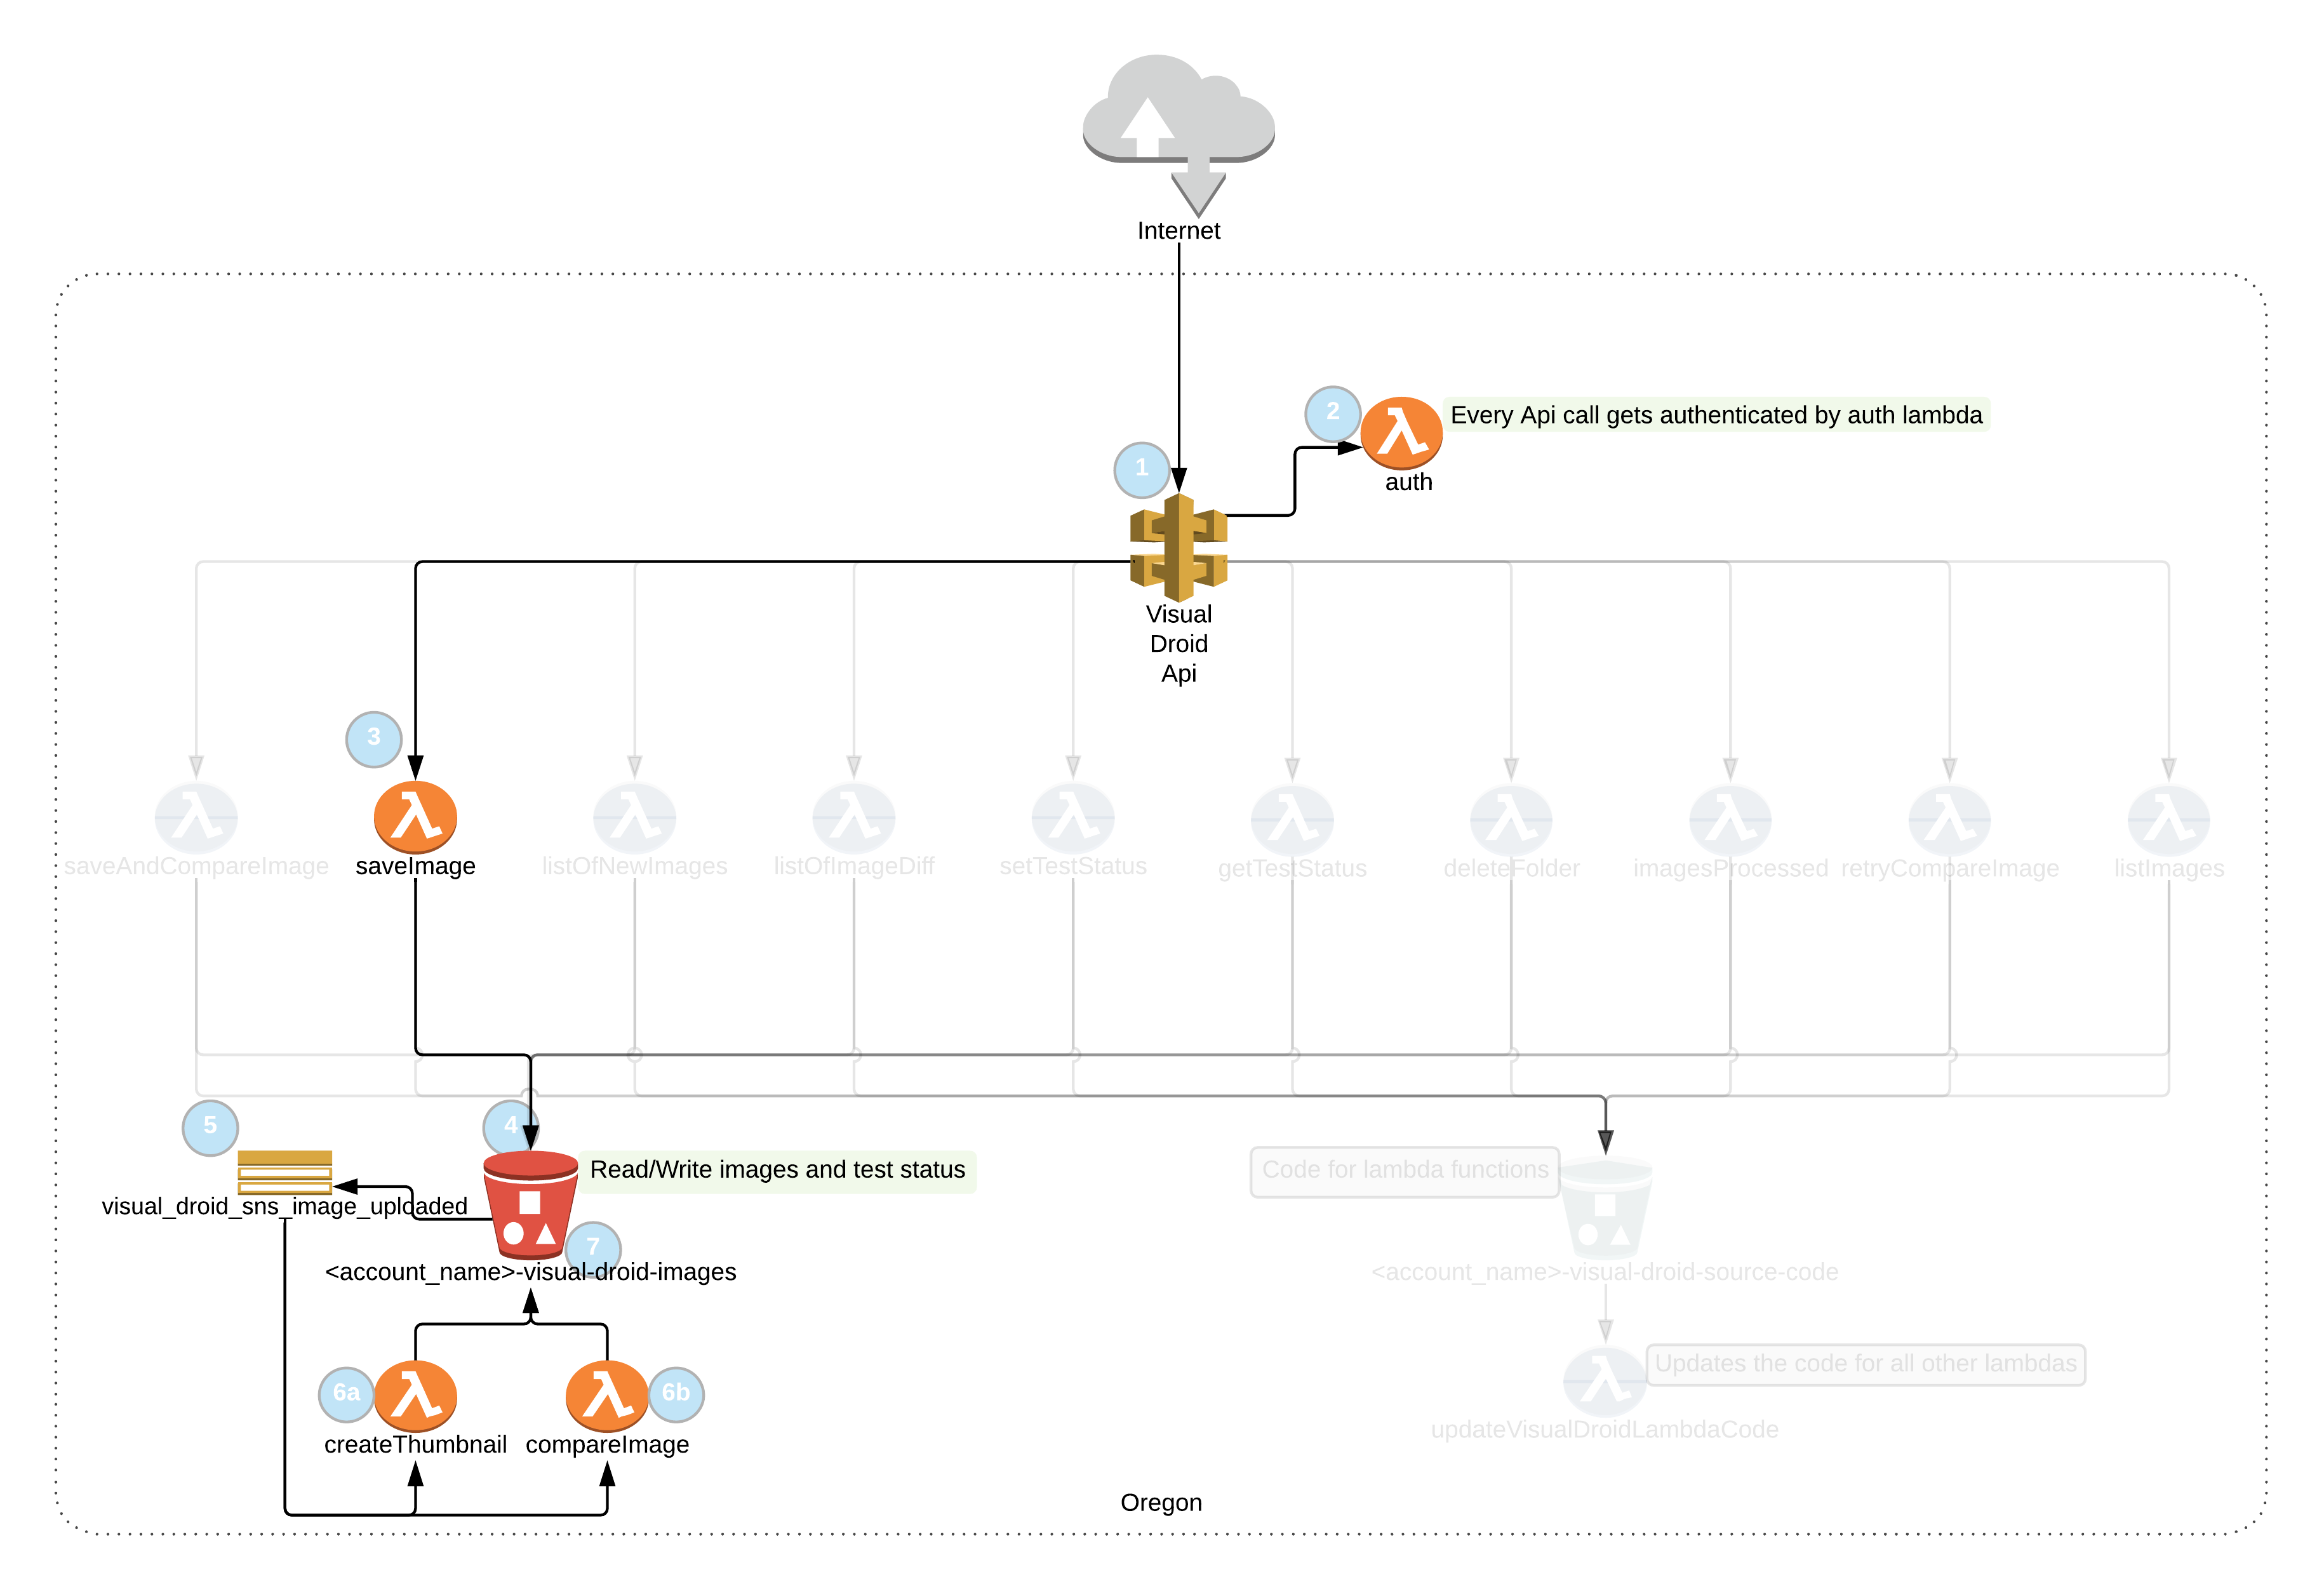 Internet
2
Every Api call gets authenticated by auth lambda
1
auth
Visual
Droid
Api
3
saveAndCompareImage
saveImage
listOfNewImages
listOfImageDiff
setTestStatus
getTestStatus
deleteFolder
imagesProcessed
retryCompareImage
listImages
5
4
Read/Write images and test status
Code for lambda functions
visual_droid_sns_image_uploaded
7
<account_name>-visual-droid-images
<account_name>-visual-droid-source-code
6a
6b
Updates the code for all other lambdas
createThumbnail
compareImage
updateVisualDroidLambdaCode
Oregon